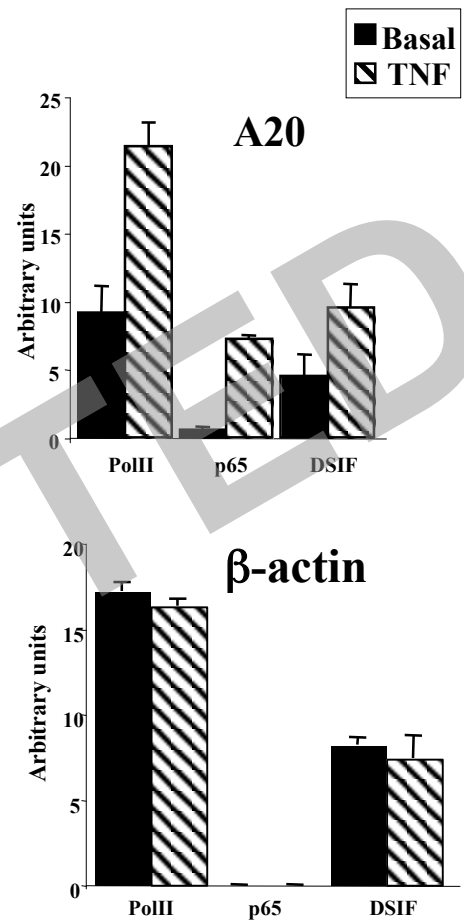 Basal
TNF
A20
25
20
15
10
5
0
Arbitrary units
PolII p65 DSIF
β-actin
20
15
10
5
0
Arbitrary units
PolII p65 DSIF
TED